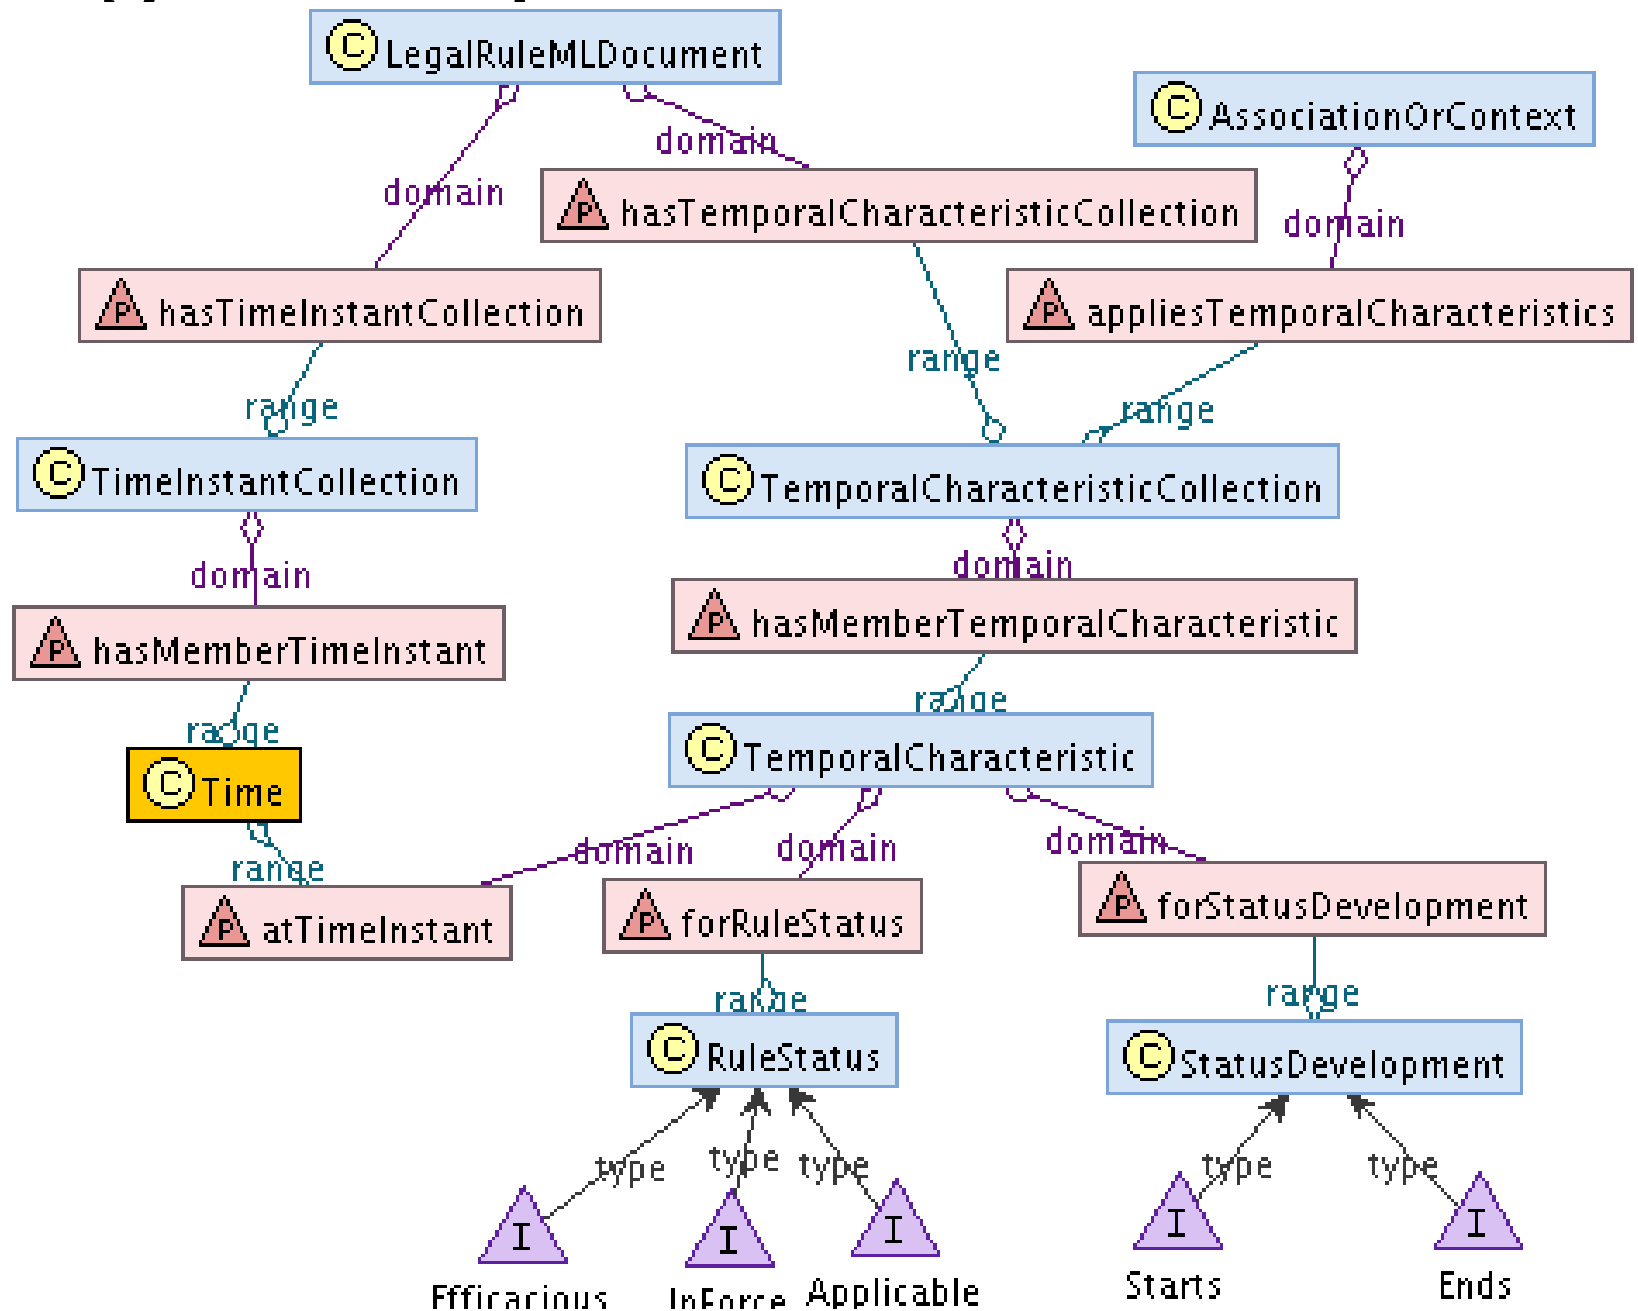 C LegalRuleMLDocument
C AssociationOrContext
domain
domain
P hasTemporalCharacteristicCollection
domain
P hasTimeInstantCollection
P appliesTemporalCharacteristics
range
range
range
C TimeInstantCollection
C TemporalCharacteristicCollection
domain
domain
P hasMemberTimeInstant
P hasMemberTemporalCharacteristic
range
range
C Time
C TemporalCharacteristic
range
domain
domain
domain
P atTimeInstant
P forRuleStatus
P forStatusDevelopment
range
range
C RuleStatus
C StatusDevelopment
type
type
type
type
type
I
I
I
I
I
Efficacious
InForce
Applicable
Starts
Ends